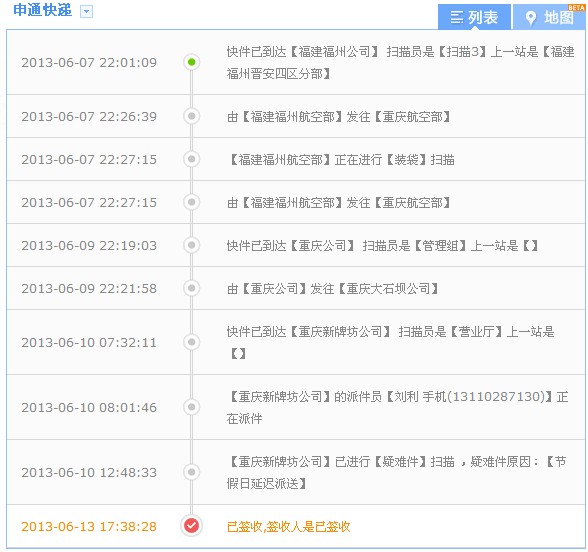 申通快递
列表
地图
BETA
2013-06-07 22:01:09
快件已到达【福建福州公司】 扫描员是【扫描3】上一站是【福建
福州晋安四区分部】
2013-06-07 22:26:39
由【福建福州航空部】发往【重庆航空部】
2013-06-07 22:27:15
【福建福州航空部】正在进行【装袋】扫描
2013-06-07 22:27:15
由【福建福州航空部】发往【重庆航空部】
2013-06-09 22:19:03
快件已到达【重庆公司】 扫描员是【管理组】上一站是【】
2013-06-09 22:21:58
由【重庆公司】发往【重庆大石坝公司】
2013-06-10 07:32:11
快件已到达【重庆新牌坊公司】 扫描员是【营业厅】上一站是
【】
2013-06-10 08:01:46
【重庆新牌坊公司】的派件员【刘利 手机(13110287130)】正
在派件
2013-06-10 12:48:33
【重庆新牌坊公司】已进行【疑难件】扫描 ，疑难件原因：【节
假日延迟派送】
2013-06-13 17:38:28
已签收,签收人是已签收